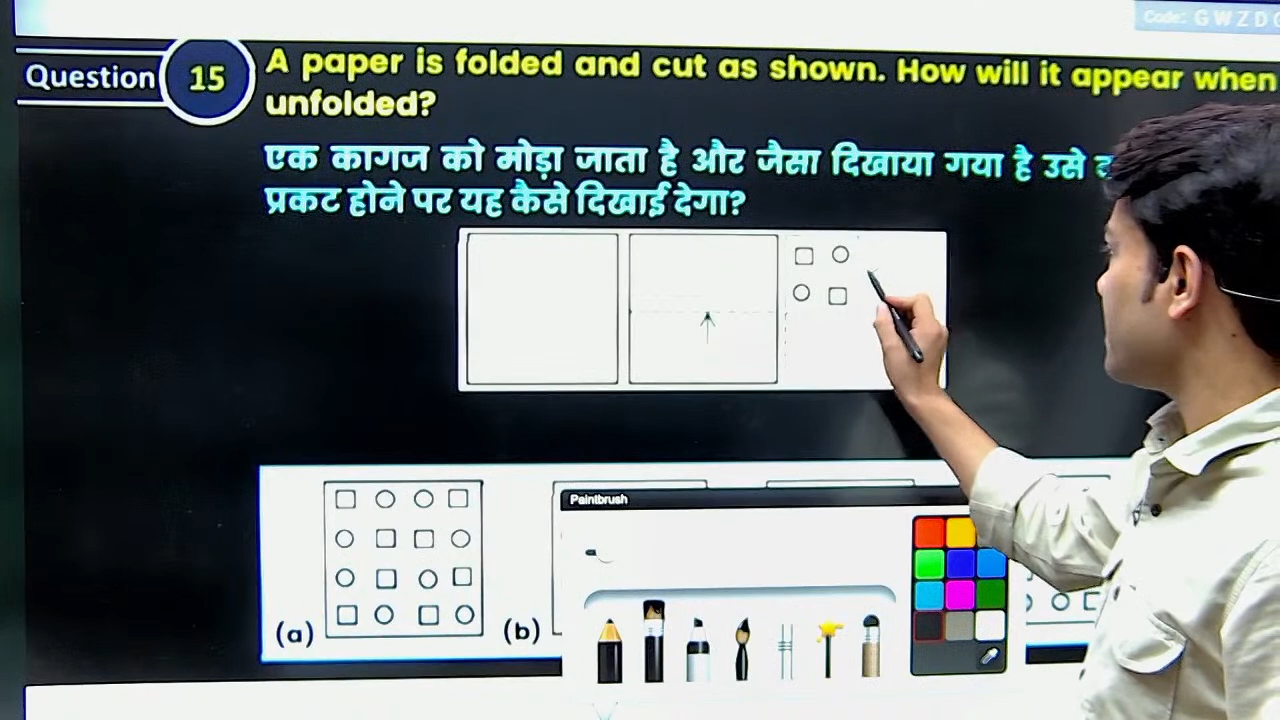 Code: G W Z D
Question 15
A paper is folded and cut as shown. How will it appear when
unfolded?
एक कागज को मोड़ा जाता है और जैसा दिखाया गया है उसे
प्रकट होने पर यह कैसे दिखाई देगा?
Paintbrush
(a)
(b)